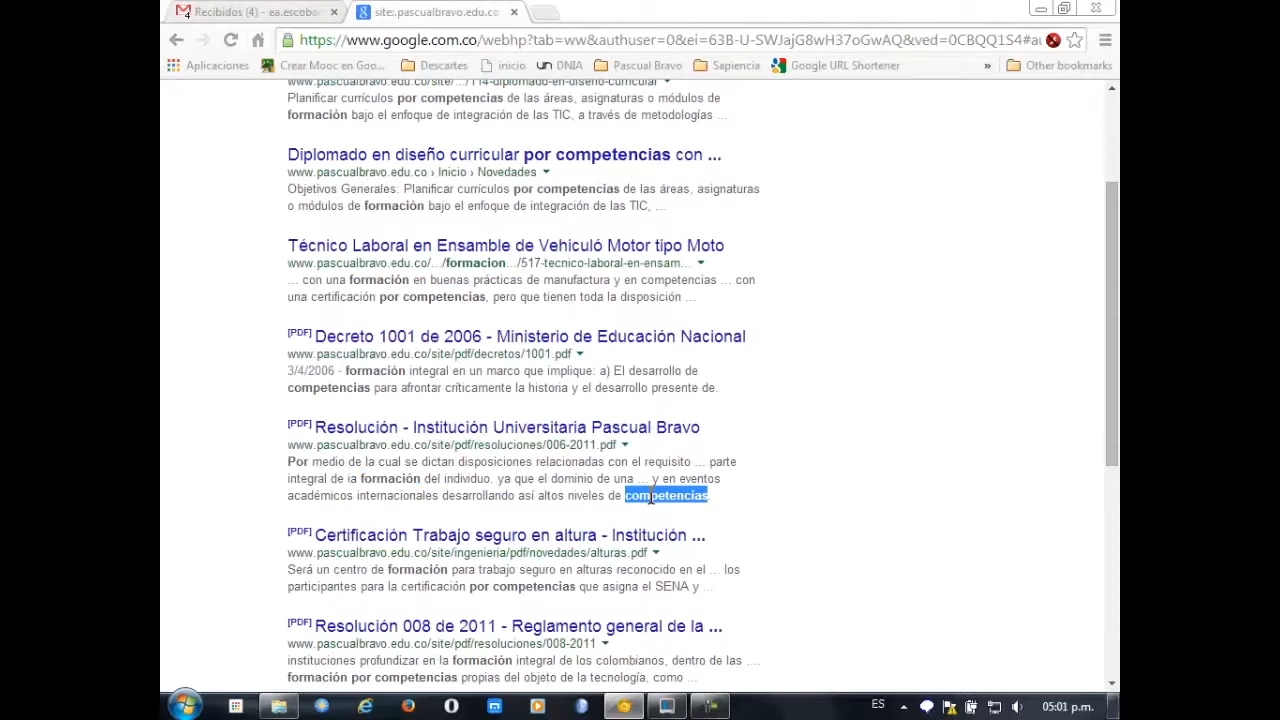 Recibidos (4) - ea.escobar
site:.pascualbravo.edu.co
https://www.google.com.co/webhp?tab=ww&authuser=0&ei=63B-U-SWJajG8wH37oGwAQ&ved=0CBQQ1S4#au
Aplicaciones
Crear Mooc en Goo...
Descartes
inicio
DNIA
Pascual Bravo
Sapiencia
Google URL Shortener
»
Other bookmarks
www.pascualbravo.edu.co/site/.../114-diplomado-en-diseno-curricular
Planificar currículos por competencias de las áreas, asignaturas o módulos de
formación bajo el enfoque de integración de las TIC, a través de metodologías ...
Diplomado en diseño curricular por competencias con ...
www.pascualbravo.edu.co › Inicio › Novedades
Objetivos Generales: Planificar currículos por competencias de las áreas, asignaturas
o módulos de formación bajo el enfoque de integración de las TIC, ...
Técnico Laboral en Ensamble de Vehiculó Motor tipo Moto
www.pascualbravo.edu.co/.../formacion.../517-tecnico-laboral-en-ensam...
... con una formación en buenas prácticas de manufactura y en competencias ... con
una certificación por competencias, pero que tienen toda la disposición ...
[PDF] Decreto 1001 de 2006 - Ministerio de Educación Nacional
www.pascualbravo.edu.co/site/pdf/decretos/1001.pdf
3/4/2006 - formación integral en un marco que implique: a) El desarrollo de
competencias para afrontar críticamente la historia y el desarrollo presente de.
[PDF] Resolución - Institución Universitaria Pascual Bravo
www.pascualbravo.edu.co/site/pdf/resoluciones/006-2011.pdf
Por medio de la cual se dictan disposiciones relacionadas con el requisito ... parte
integral de ia formación del individuo. ya que el dominio de una ... y en eventos
académicos internacionales desarrollando así altos niveles de competencias.
[PDF] Certificación Trabajo seguro en altura - Institución ...
www.pascualbravo.edu.co/site/ingenieria/pdf/novedades/alturas.pdf
Será un centro de formación para trabajo seguro en alturas reconocido en el ... los
participantes para la certificación por competencias que asigna el SENA y ...
[PDF] Resolución 008 de 2011 - Reglamento general de la ...
www.pascualbravo.edu.co/site/pdf/resoluciones/008-2011
instituciones profundizar en la formación integral de los colombianos, dentro de las ....
formación por competencias propias del objeto de la tecnología, como ...
ES
05:01 p.m.